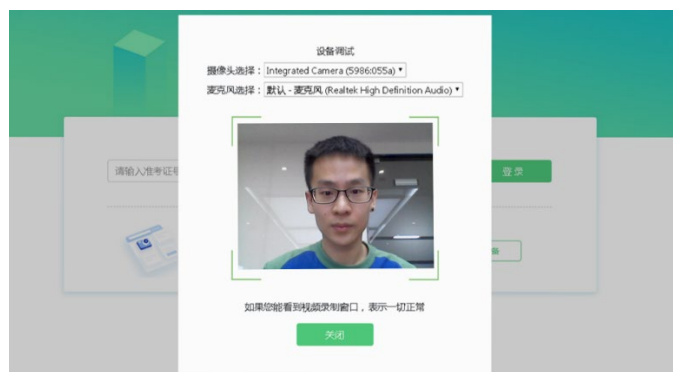 设备调试
摄像头选择：Integrated Camera (5986:055a)
麦克风选择：默认 - 麦克风 (Realtek High Definition Audio)
请输入准考证号
登录
备
如果您能看到视频录制窗口，表示一切正常
关闭